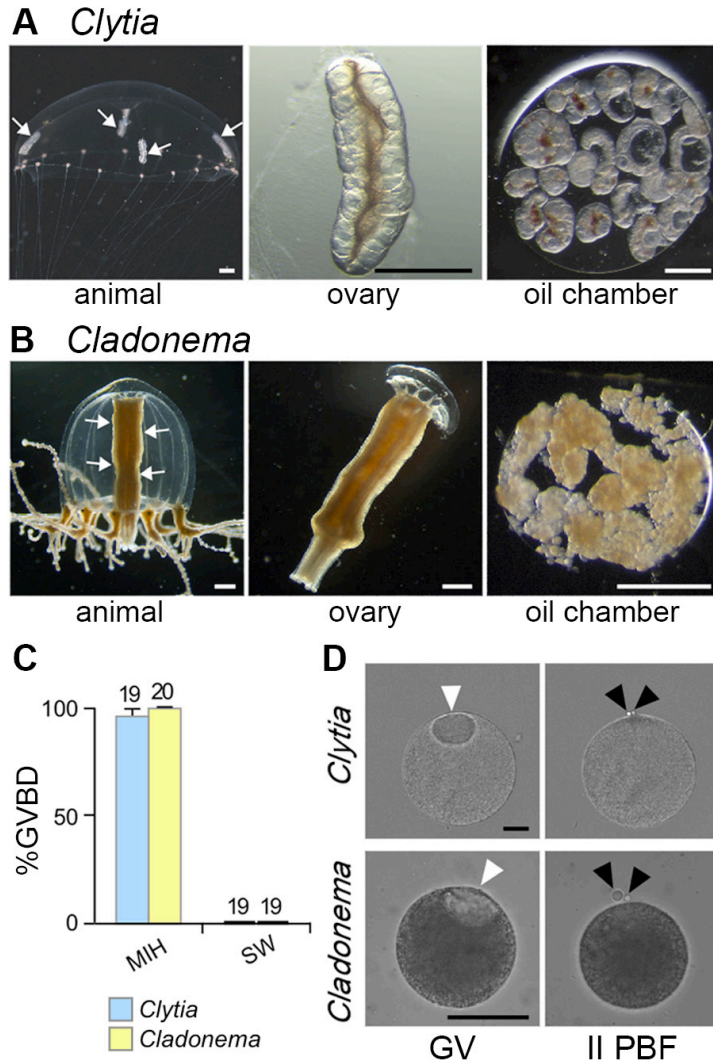 A Clytia
animal ovary oil chamber
B Cladonema
animal ovary oil chamber
C
19 20
100
%GVBD
50
19 19
0
MIH SW
Clytia
Cladonema
D
Clytia
Cladonema
GV II PBF